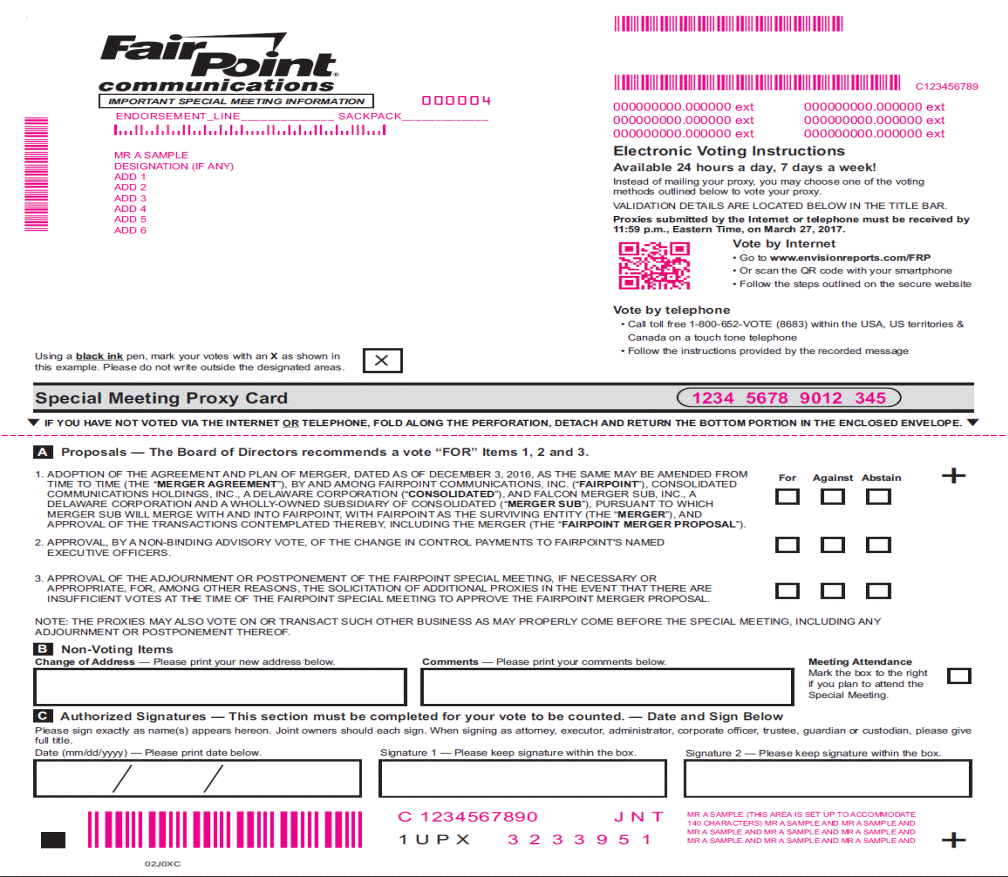 FairPoint
communications
IMPORTANT SPECIAL MEETING INFORMATION
000004
ENDORSEMENT_LINE______________ SACKPACK_____________
MR A SAMPLE
DESIGNATION (IF ANY)
ADD 1
ADD 2
ADD 3
ADD 4
ADD 5
ADD 6
C123456789
000000000.000000 ext 000000000.000000 ext
000000000.000000 ext 000000000.000000 ext
000000000.000000 ext 000000000.000000 ext
Electronic Voting Instructions
Available 24 hours a day, 7 days a week!
Instead of mailing your proxy, you may choose one of the voting
methods outlined below to vote your proxy.
VALIDATION DETAILS ARE LOCATED BELOW IN THE TITLE BAR.
Proxies submitted by the Internet or telephone must be received by
11:59 p.m., Eastern Time, on March 27, 2017.
Vote by Internet
• Go to www.envisionreports.com/FRP
• Or scan the QR code with your smartphone
• Follow the steps outlined on the secure website
Vote by telephone
• Call toll free 1-800-652-VOTE (8683) within the USA, US territories &
Canada on a touch tone telephone
• Follow the instructions provided by the recorded message
Using a black ink pen, mark your votes with an X as shown in
this example. Please do not write outside the designated areas.
X
Special Meeting Proxy Card
1234 5678 9012 345
▼ IF YOU HAVE NOT VOTED VIA THE INTERNET OR TELEPHONE, FOLD ALONG THE PERFORATION, DETACH AND RETURN THE BOTTOM PORTION IN THE ENCLOSED ENVELOPE. ▼
A Proposals — The Board of Directors recommends a vote “FOR” Items 1, 2 and 3.
For Against Abstain
1. ADOPTION OF THE AGREEMENT AND PLAN OF MERGER, DATED AS OF DECEMBER 3, 2016, AS THE SAME MAY BE AMENDED FROM
TIME TO TIME (THE “MERGER AGREEMENT”), BY AND AMONG FAIRPOINT COMMUNICATIONS, INC. (“FAIRPOINT”), CONSOLIDATED
COMMUNICATIONS HOLDINGS, INC., A DELAWARE CORPORATION (“CONSOLIDATED”), AND FALCON MERGER SUB, INC., A
DELAWARE CORPORATION AND A WHOLLY-OWNED SUBSIDIARY OF CONSOLIDATED (“MERGER SUB”), PURSUANT TO WHICH
MERGER SUB WILL MERGE WITH AND INTO FAIRPOINT, WITH FAIRPOINT AS THE SURVIVING ENTITY (THE “MERGER”), AND
APPROVAL OF THE TRANSACTIONS CONTEMPLATED THEREBY, INCLUDING THE MERGER (THE “FAIRPOINT MERGER PROPOSAL”).
2. APPROVAL, BY A NON-BINDING ADVISORY VOTE, OF THE CHANGE IN CONTROL PAYMENTS TO FAIRPOINT'S NAMED
EXECUTIVE OFFICERS.
3. APPROVAL OF THE ADJOURNMENT OR POSTPONEMENT OF THE FAIRPOINT SPECIAL MEETING, IF NECESSARY OR
APPROPRIATE, FOR, AMONG OTHER REASONS, THE SOLICITATION OF ADDITIONAL PROXIES IN THE EVENT THAT THERE ARE
INSUFFICIENT VOTES AT THE TIME OF THE FAIRPOINT SPECIAL MEETING TO APPROVE THE FAIRPOINT MERGER PROPOSAL.
NOTE: THE PROXIES MAY ALSO VOTE ON OR TRANSACT SUCH OTHER BUSINESS AS MAY PROPERLY COME BEFORE THE SPECIAL MEETING, INCLUDING ANY
ADJOURNMENT OR POSTPONEMENT THEREOF.
B Non-Voting Items
Change of Address — Please print your new address below.
Comments — Please print your comments below.
Meeting Attendance
Mark the box to the right
if you plan to attend the
Special Meeting.
C Authorized Signatures — This section must be completed for your vote to be counted. — Date and Sign Below
Please sign exactly as name(s) appears hereon. Joint owners should each sign. When signing as attorney, executor, administrator, corporate officer, trustee, guardian or custodian, please give
full title.
Date (mm/dd/yyyy) — Please print date below.
Signature 1 — Please keep signature within the box.
Signature 2 — Please keep signature within the box.
/ /
C 1234567890 J N T
1 U P X 3 2 3 3 9 5 1
MR A SAMPLE (THIS AREA IS SET UP TO ACCOMMODATE
140 CHARACTERS) MR A SAMPLE AND MR A SAMPLE AND
MR A SAMPLE AND MR A SAMPLE AND MR A SAMPLE AND
MR A SAMPLE AND MR A SAMPLE AND MR A SAMPLE AND
02J0XC